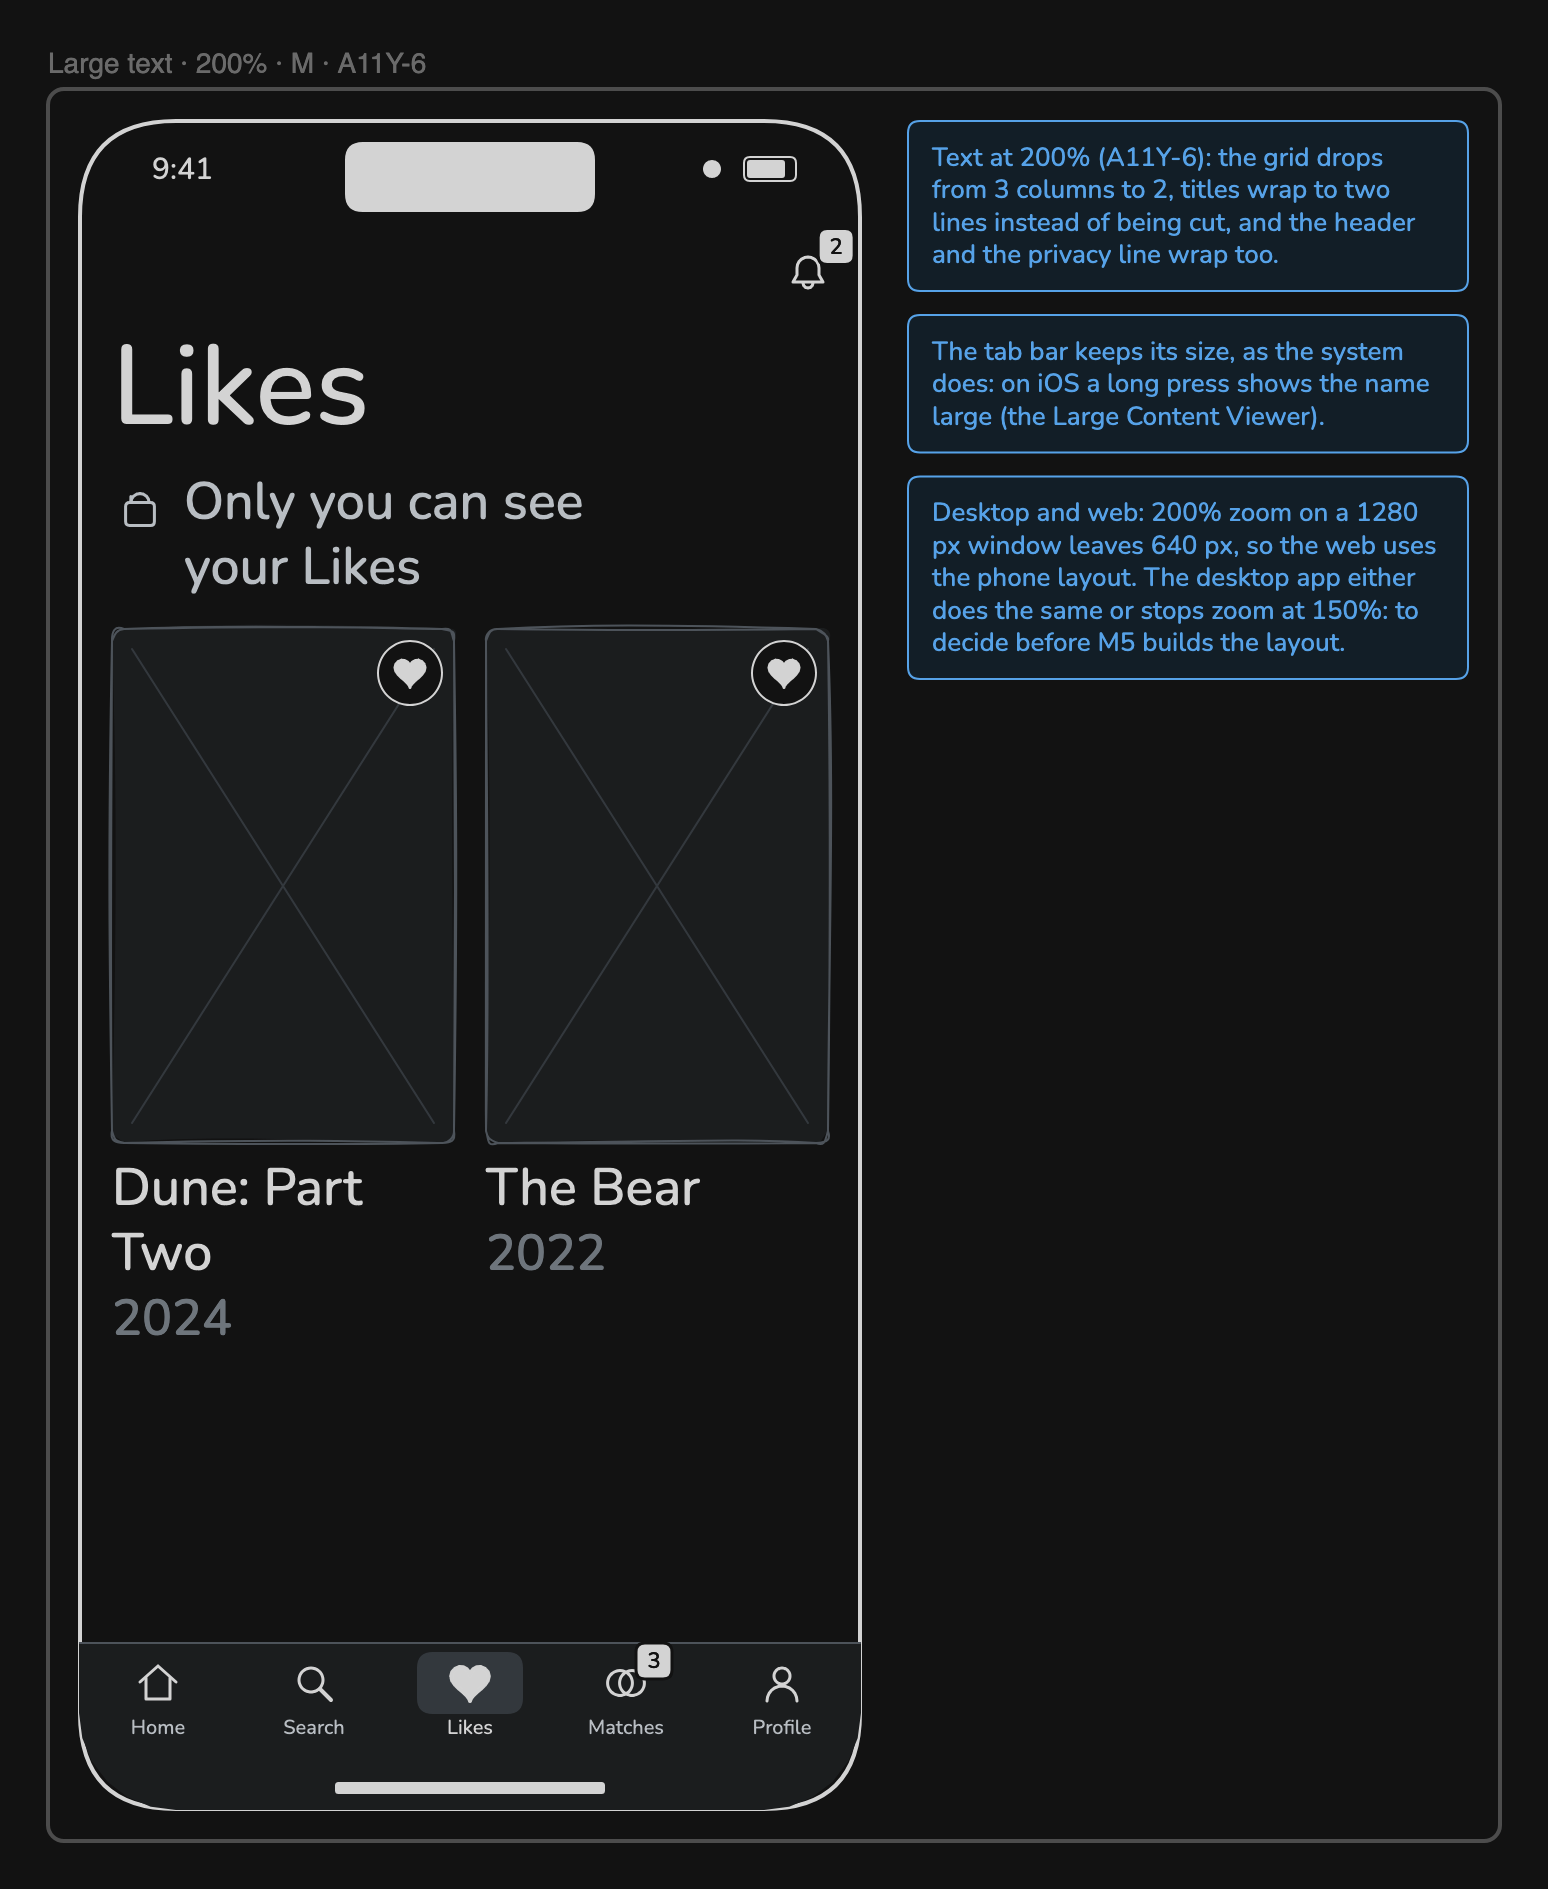 Large text · 200% · M · A11Y-6
9:41
2
Likes
Only you can see
your Likes
Dune: Part
Two
2024
The Bear
2022
3
Home
Search
Likes
Matches
Profile
Text at 200% (A11Y-6): the grid drops
from 3 columns to 2, titles wrap to two
lines instead of being cut, and the header
and the privacy line wrap too.
The tab bar keeps its size, as the system
does: on iOS a long press shows the name
large (the Large Content Viewer).
Desktop and web: 200% zoom on a 1280
px window leaves 640 px, so the web uses
the phone layout. The desktop app either
does the same or stops zoom at 150%: to
decide before M5 builds the layout.